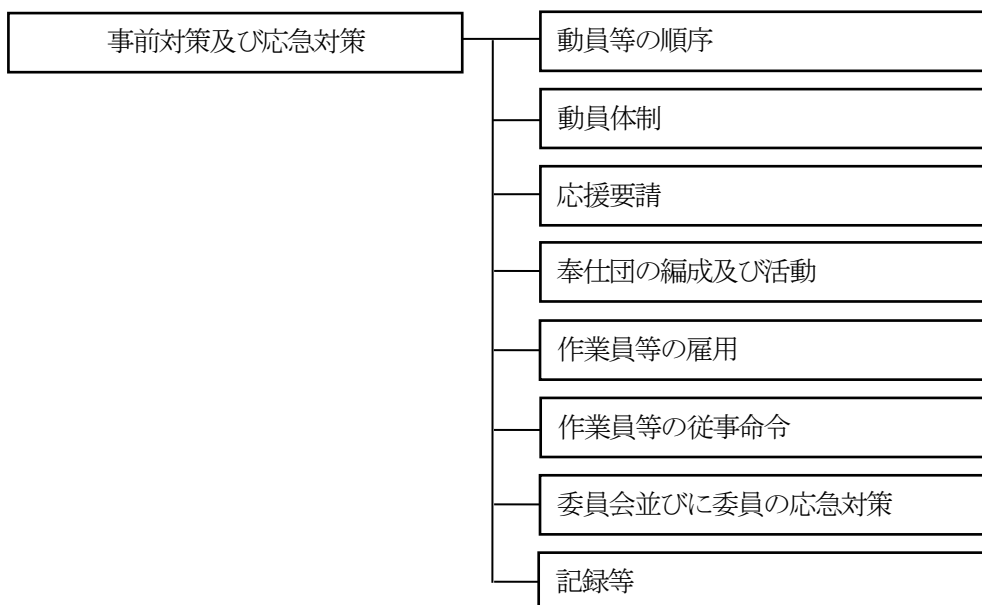 事前対策及び応急対策
動員等の順序
動員体制
応援要請
奉仕団の編成及び活動
作業員等の雇用
作業員等の従事命令
委員会並びに委員の応急対策
記録等